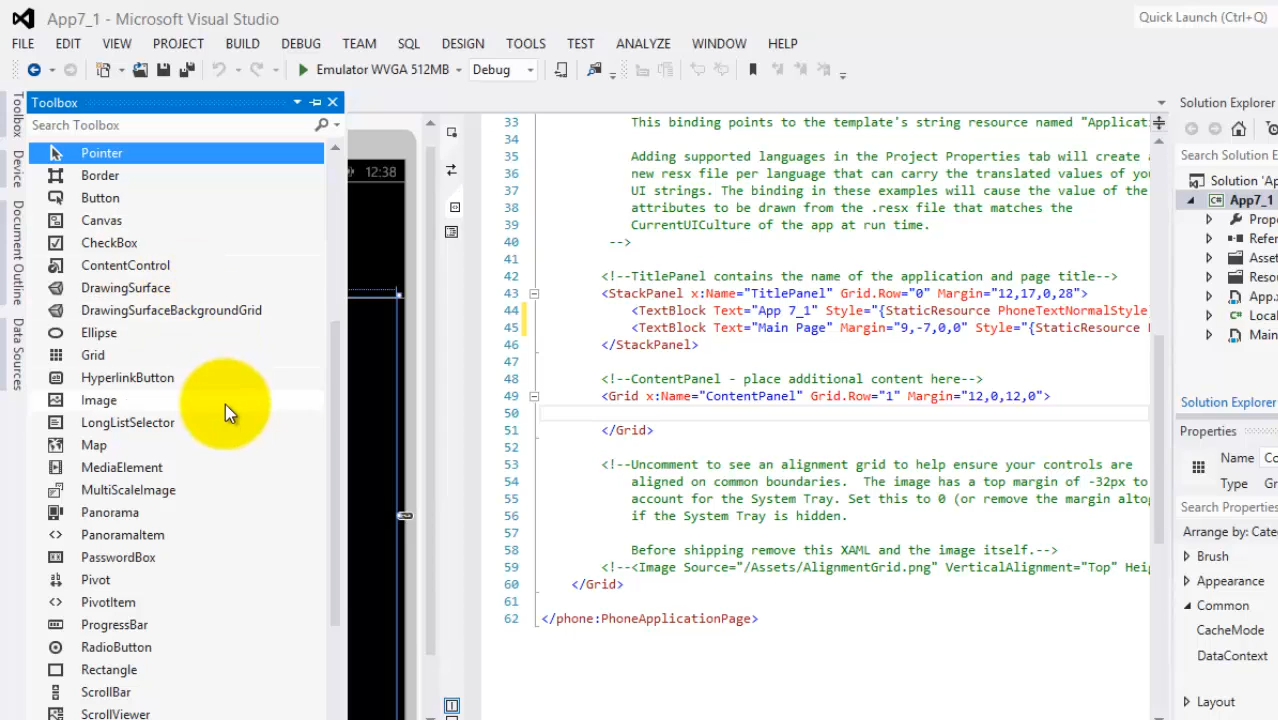 App7_1 - Microsoft Visual Studio
Quick Launch (Ctrl+Q)
FILE EDIT VIEW PROJECT BUILD DEBUG TEAM SQL DESIGN TOOLS TEST ANALYZE WINDOW HELP
Emulator WVGA 512MB Debug
Toolbox
Device
Document Outline
Data Sources
Toolbox
Search Toolbox
Pointer
Border
Button
Canvas
CheckBox
ContentControl
DrawingSurface
DrawingSurfaceBackgroundGrid
Ellipse
Grid
HyperlinkButton
Image
LongListSelector
Map
MediaElement
MultiScaleImage
Panorama
PanoramaItem
PasswordBox
Pivot
PivotItem
ProgressBar
RadioButton
Rectangle
ScrollBar
ScrollViewer
12:38
33 This binding points to the template's string resource named "Applicati
34
35 Adding supported languages in the Project Properties tab will create a
36 new resx file per language that can carry the translated values of you
37 UI strings. The binding in these examples will cause the value of the
38 attributes to be drawn from the .resx file that matches the
39 CurrentUICulture of the app at run time.
40 -->
41
42 <!--TitlePanel contains the name of the application and page title-->
43 <StackPanel x:Name="TitlePanel" Grid.Row="0" Margin="12,17,0,28">
44 <TextBlock Text="App 7_1" Style="{StaticResource PhoneTextNormalStyle}
45 <TextBlock Text="Main Page" Margin="9,-7,0,0" Style="{StaticResource P
46 </StackPanel>
47
48 <!--ContentPanel - place additional content here-->
49 <Grid x:Name="ContentPanel" Grid.Row="1" Margin="12,0,12,0">
50
51 </Grid>
52
53 <!--Uncomment to see an alignment grid to help ensure your controls are
54 aligned on common boundaries. The image has a top margin of -32px to
55 account for the System Tray. Set this to 0 (or remove the margin altog
56 if the System Tray is hidden.
57
58 Before shipping remove this XAML and the image itself.-->
59 <!--<Image Source="/Assets/AlignmentGrid.png" VerticalAlignment="Top" Heig
60 </Grid>
61
62 </phone:PhoneApplicationPage>
Solution Explorer
Search Solution E
Solution 'Ap
App7_1
Prope
Refer
Asset
Resou
App.x
Local
Main
Solution Explorer
Properties
Name Co
Type Gr
Search Properties
Arrange by: Cate
Brush
Appearance
Common
CacheMode
DataContext
Layout